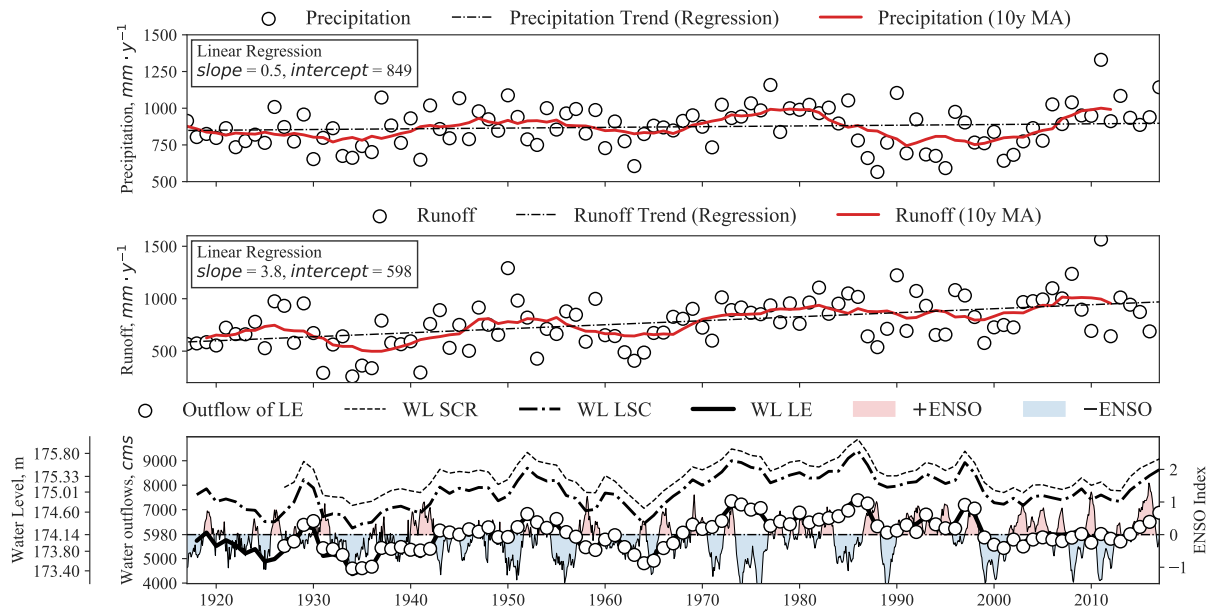 Precipitation Precipitation Trend (Regression) Precipitation (10y MA)
Precipitation, mm · y⁻¹
1500
1250
1000
750
500
Linear Regression
slope = 0.5, intercept = 849
Runoff Runoff Trend (Regression) Runoff (10y MA)
Runoff, mm · y⁻¹
1500
1000
500
Linear Regression
slope = 3.8, intercept = 598
Outflow of LE WL SCR WL LSC WL LE +ENSO −ENSO
Water Level, m
175.80
175.33
175.01
174.60
174.14
173.80
173.40
Water outflows, cms
9000
8000
7000
5980
5000
4000
2
1
0
−1
ENSO Index
1920 1930 1940 1950 1960 1970 1980 1990 2000 2010